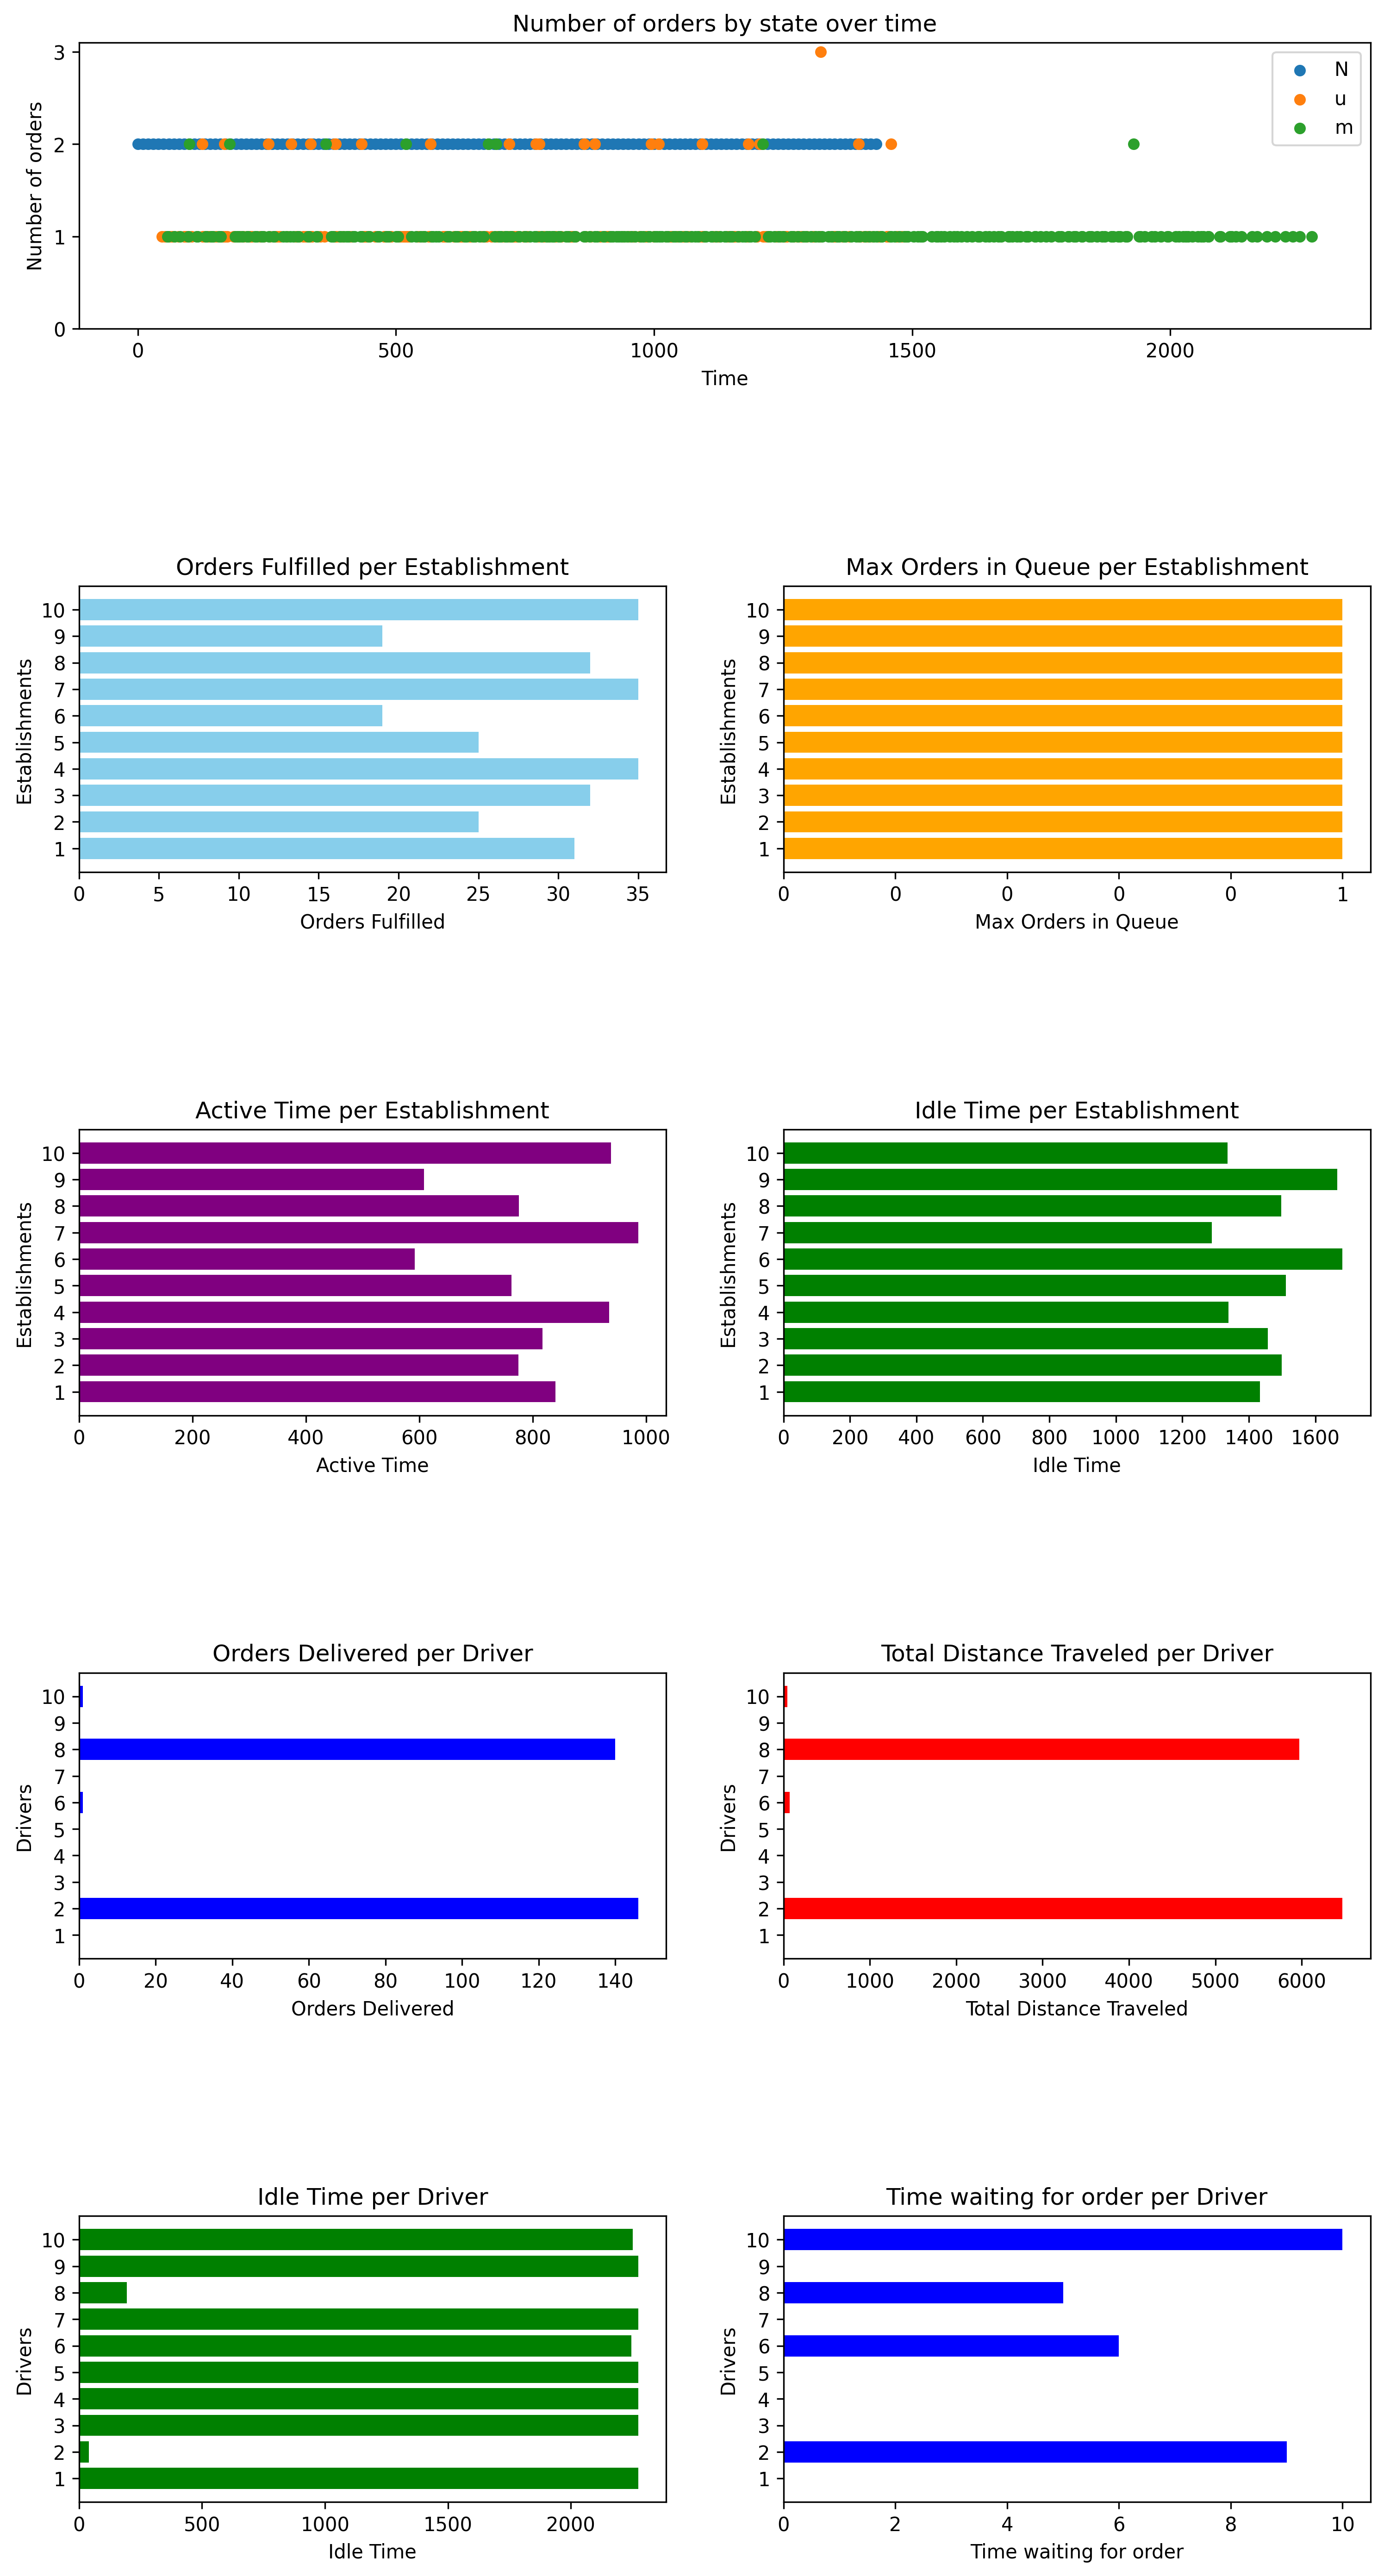 Number of orders by state over time
3
2
1
0
Number of orders
N
u
m
0 500 1000 1500 2000
Time
Orders Fulfilled per Establishment
10
9
8
7
6
5
4
3
2
1
Establishments
0 5 10 15 20 25 30 35
Orders Fulfilled
Max Orders in Queue per Establishment
10
9
8
7
6
5
4
3
2
1
Establishments
0 0 0 0 0 1
Max Orders in Queue
Active Time per Establishment
10
9
8
7
6
5
4
3
2
1
Establishments
0 200 400 600 800 1000
Active Time
Idle Time per Establishment
10
9
8
7
6
5
4
3
2
1
Establishments
0 200 400 600 800 1000 1200 1400 1600
Idle Time
Orders Delivered per Driver
10
9
8
7
6
5
4
3
2
1
Drivers
0 20 40 60 80 100 120 140
Orders Delivered
Total Distance Traveled per Driver
10
9
8
7
6
5
4
3
2
1
Drivers
0 1000 2000 3000 4000 5000 6000
Total Distance Traveled
Idle Time per Driver
10
9
8
7
6
5
4
3
2
1
Drivers
0 500 1000 1500 2000
Idle Time
Time waiting for order per Driver
10
9
8
7
6
5
4
3
2
1
Drivers
0 2 4 6 8 10
Time waiting for order